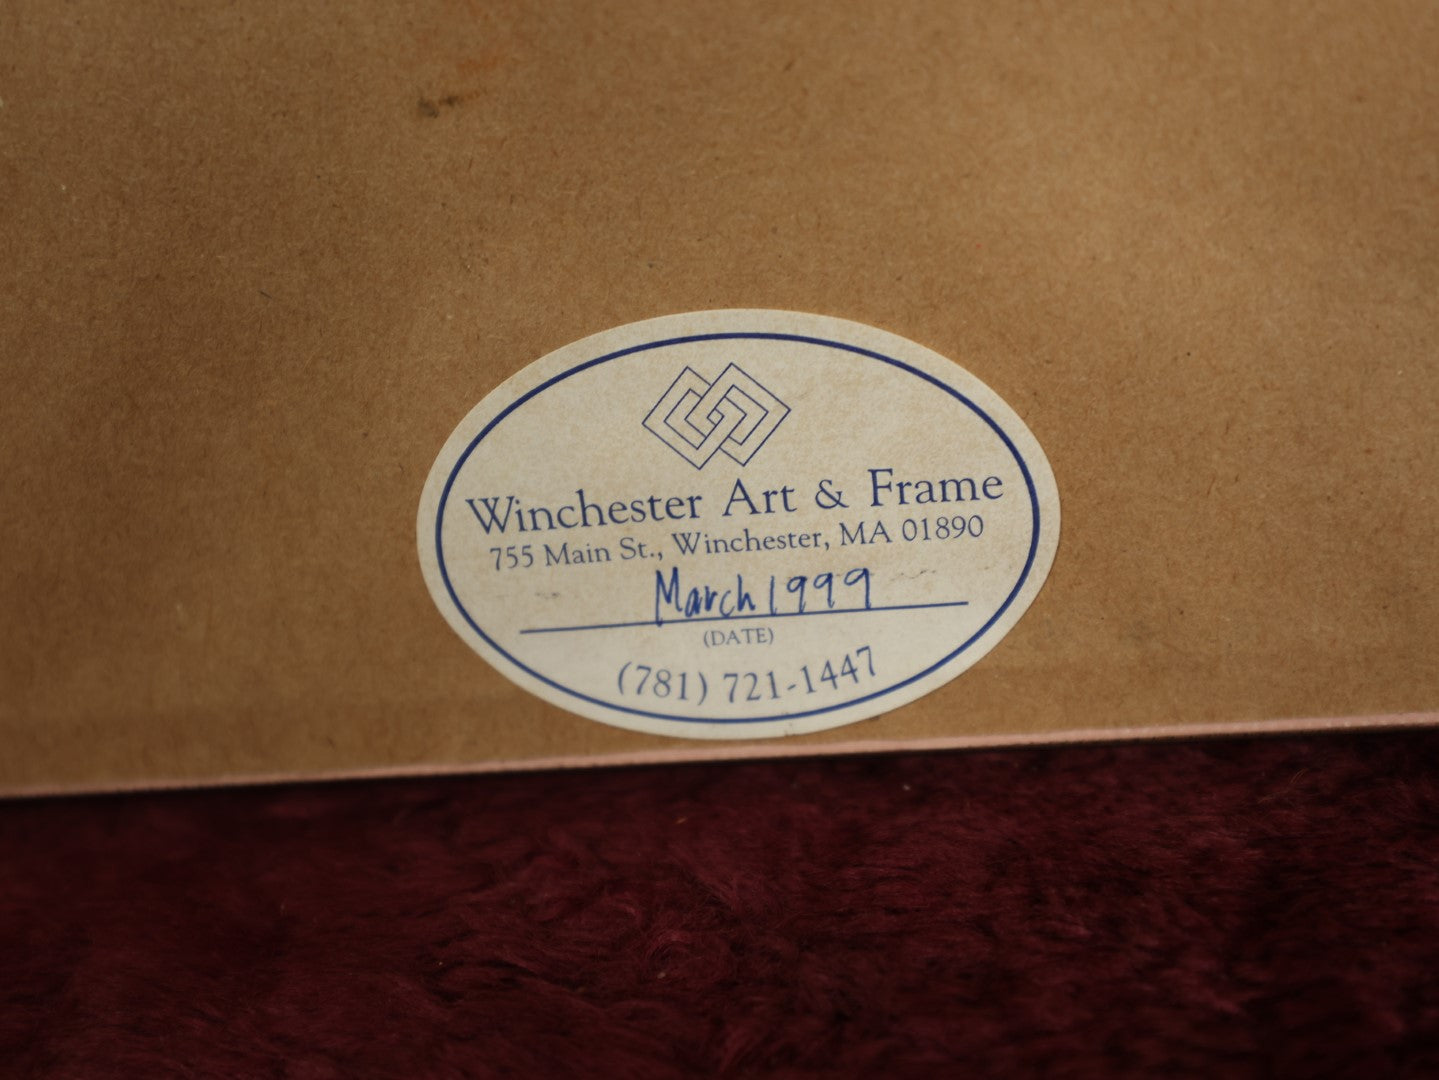 Winchester Art & Frame
755 Main St., Winchester, MA 01890
March 1999
(DATE)
(781) 721-1447